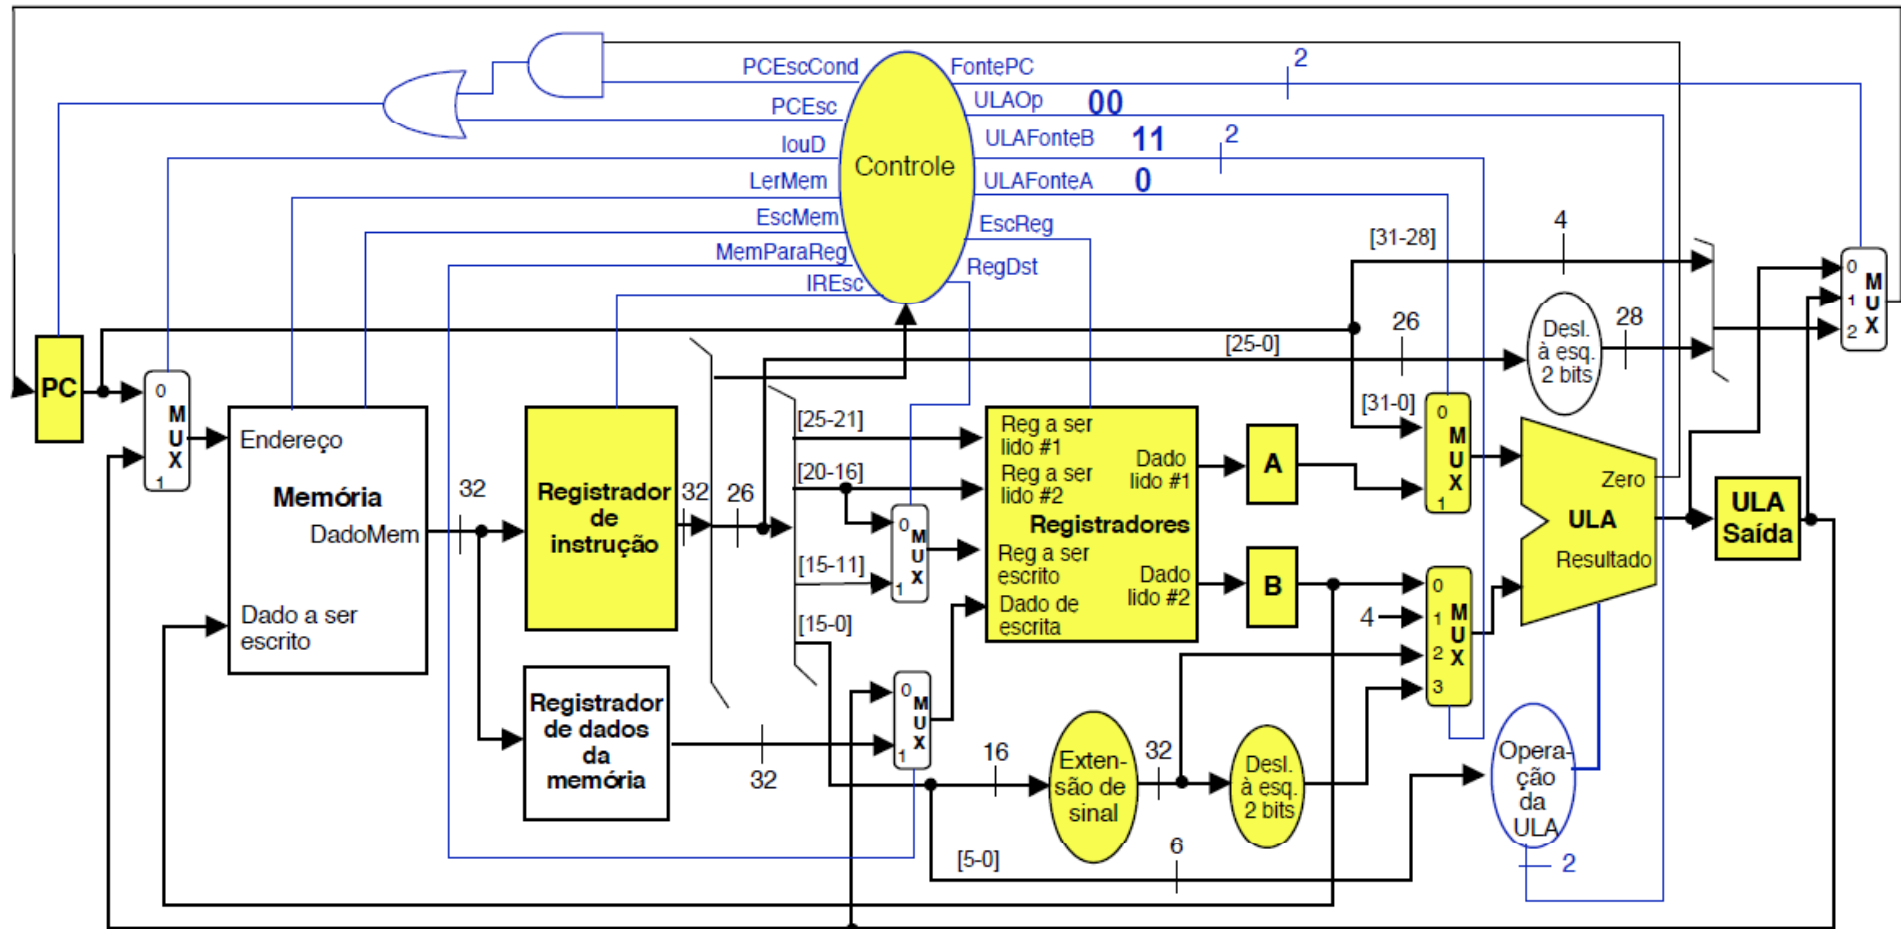 PCEscCond
FontePC
2
PCEsc
ULAOp 00
IouD
ULAFonteB 11 2
Controle
LerMem
ULAFonteA 0
EscMem
EscReg
MemParaReg
RegDst
IREsc
[31-28]
4
PC
0
M
U
X
1
Endereço
Memória
DadoMem
Dado a ser
escrito
32
Registrador
de
instrução
32
26
Registrador
de dados
da
memória
32
[25-21]
[20-16]
[15-11]
[15-0]
0
M
U
X
1
0
M
U
X
1
Reg a ser
lido #1
Reg a ser
lido #2
Registradores
Reg a ser
escrito
Dado de
escrita
Dado
lido #1
Dado
lido #2
A
B
[25-0]
26
[31-0]
Desl.
à esq.
2 bits
28
0
1
2
M
U
X
0
M
U
X
1
4
0
1
2
3
M
U
X
Zero
ULA
Resultado
ULA
Saída
16
Exten-
são de
sinal
32
Desl.
à esq.
2 bits
[5-0]
6
Opera-
ção
da
ULA
2